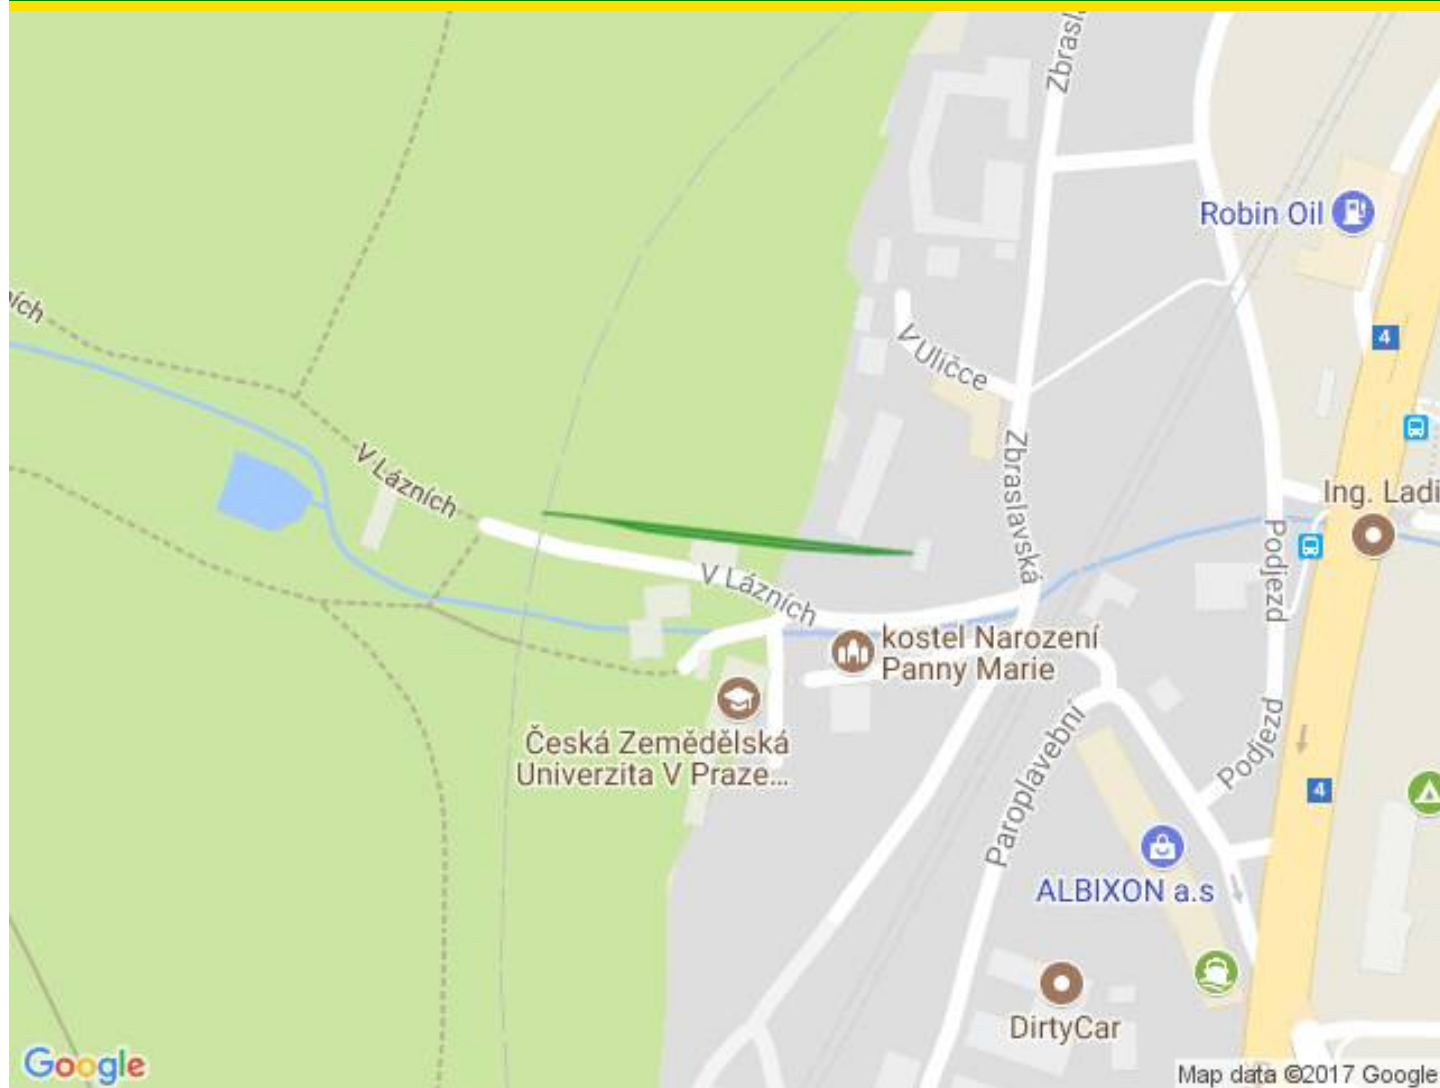 Zbrasl
Robin Oil
ích
4
V Uličce
V Lázních
Zbraslavská
Ing. Ladi
Podjezd
V Lázních
kostel Narození
Panny Marie
Česká Zemědělská
Univerzita V Praze...
Paroplavební
Podjezd
4
ALBIXON a.s
DirtyCar
Google
Map data ©2017 Google